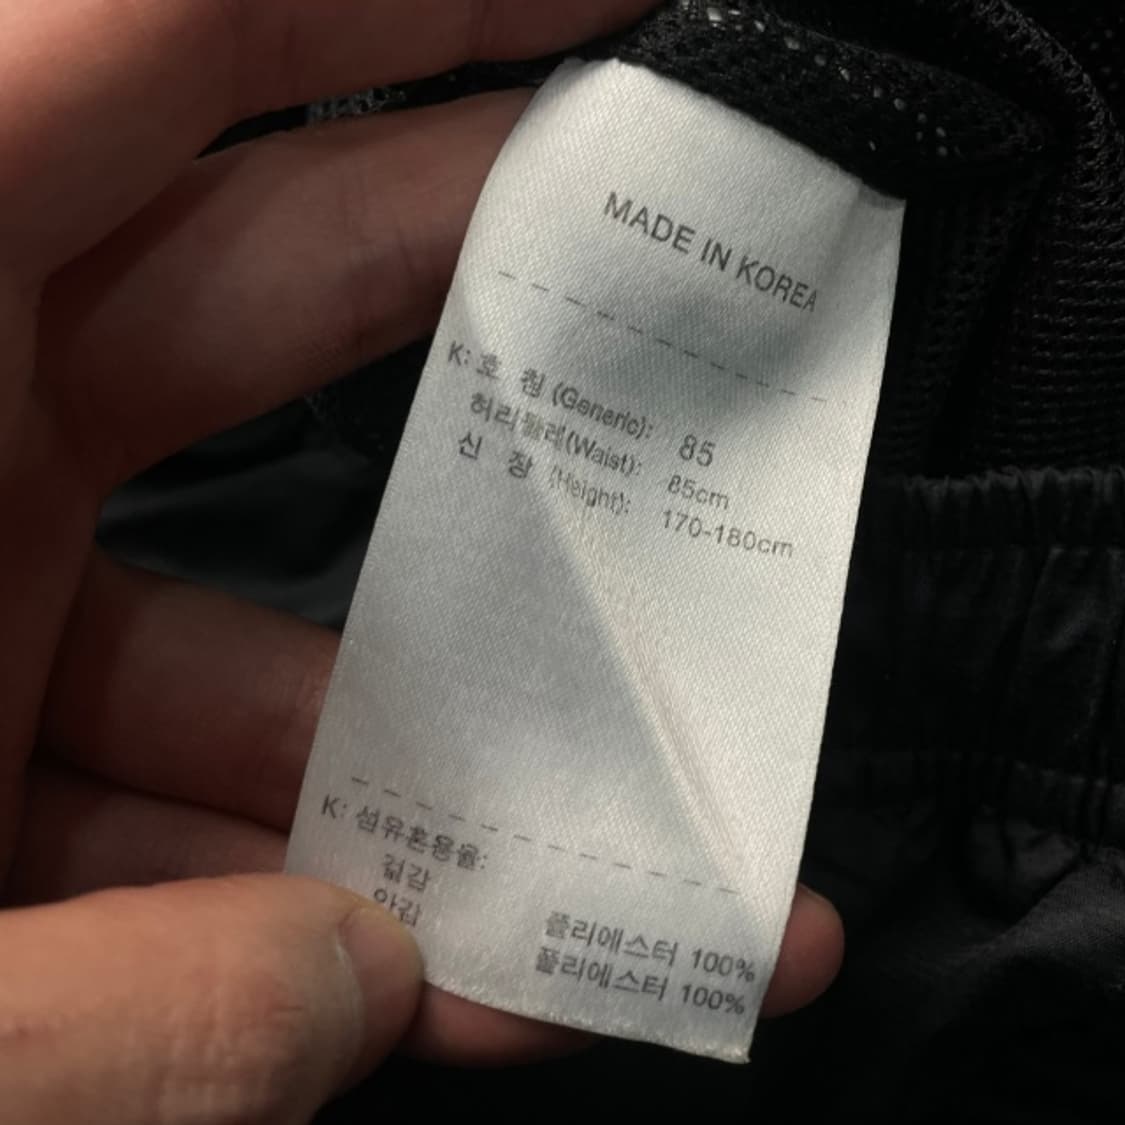 MADE IN KOREA
K: 호 칭 (Generic): 85
허리둘레(Waist): 85cm
신 장 (Height): 170-180cm
K: 섬유혼용율:
겉감 폴리에스터 100%
안감 폴리에스터 100%